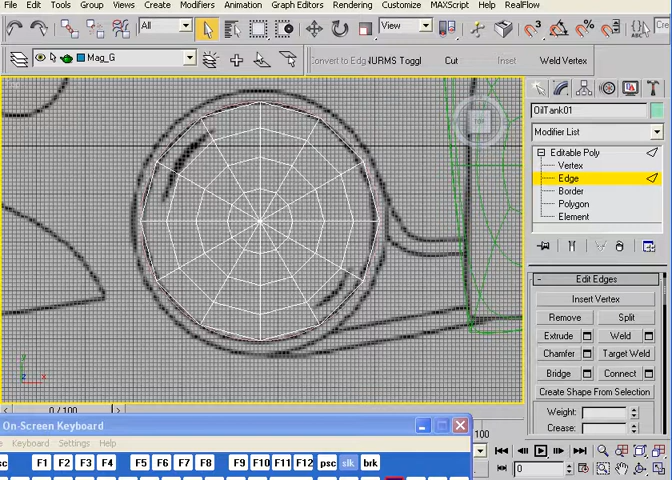 File Edit Tools Group Views Create Modifiers Animation Graph Editors Rendering Customize MAXScript Help RealFlow
All View
Mag_G Convert to Edg NURMS Toggl Cut Inset Weld Vertex
TOP
OilTank01
Modifier List
Editable Poly
Vertex
Edge
Border
Polygon
Element
Edit Edges
Insert Vertex
Remove Split
Extrude Weld
Chamfer Target Weld
Bridge Connect
Create Shape From Selection
Weight:
Crease:
y
x
0 / 100
100
On-Screen Keyboard
Keyboard Settings Help
sc F1 F2 F3 F4 F5 F6 F7 F8 F9 F10 F11 F12 psc slk brk
0